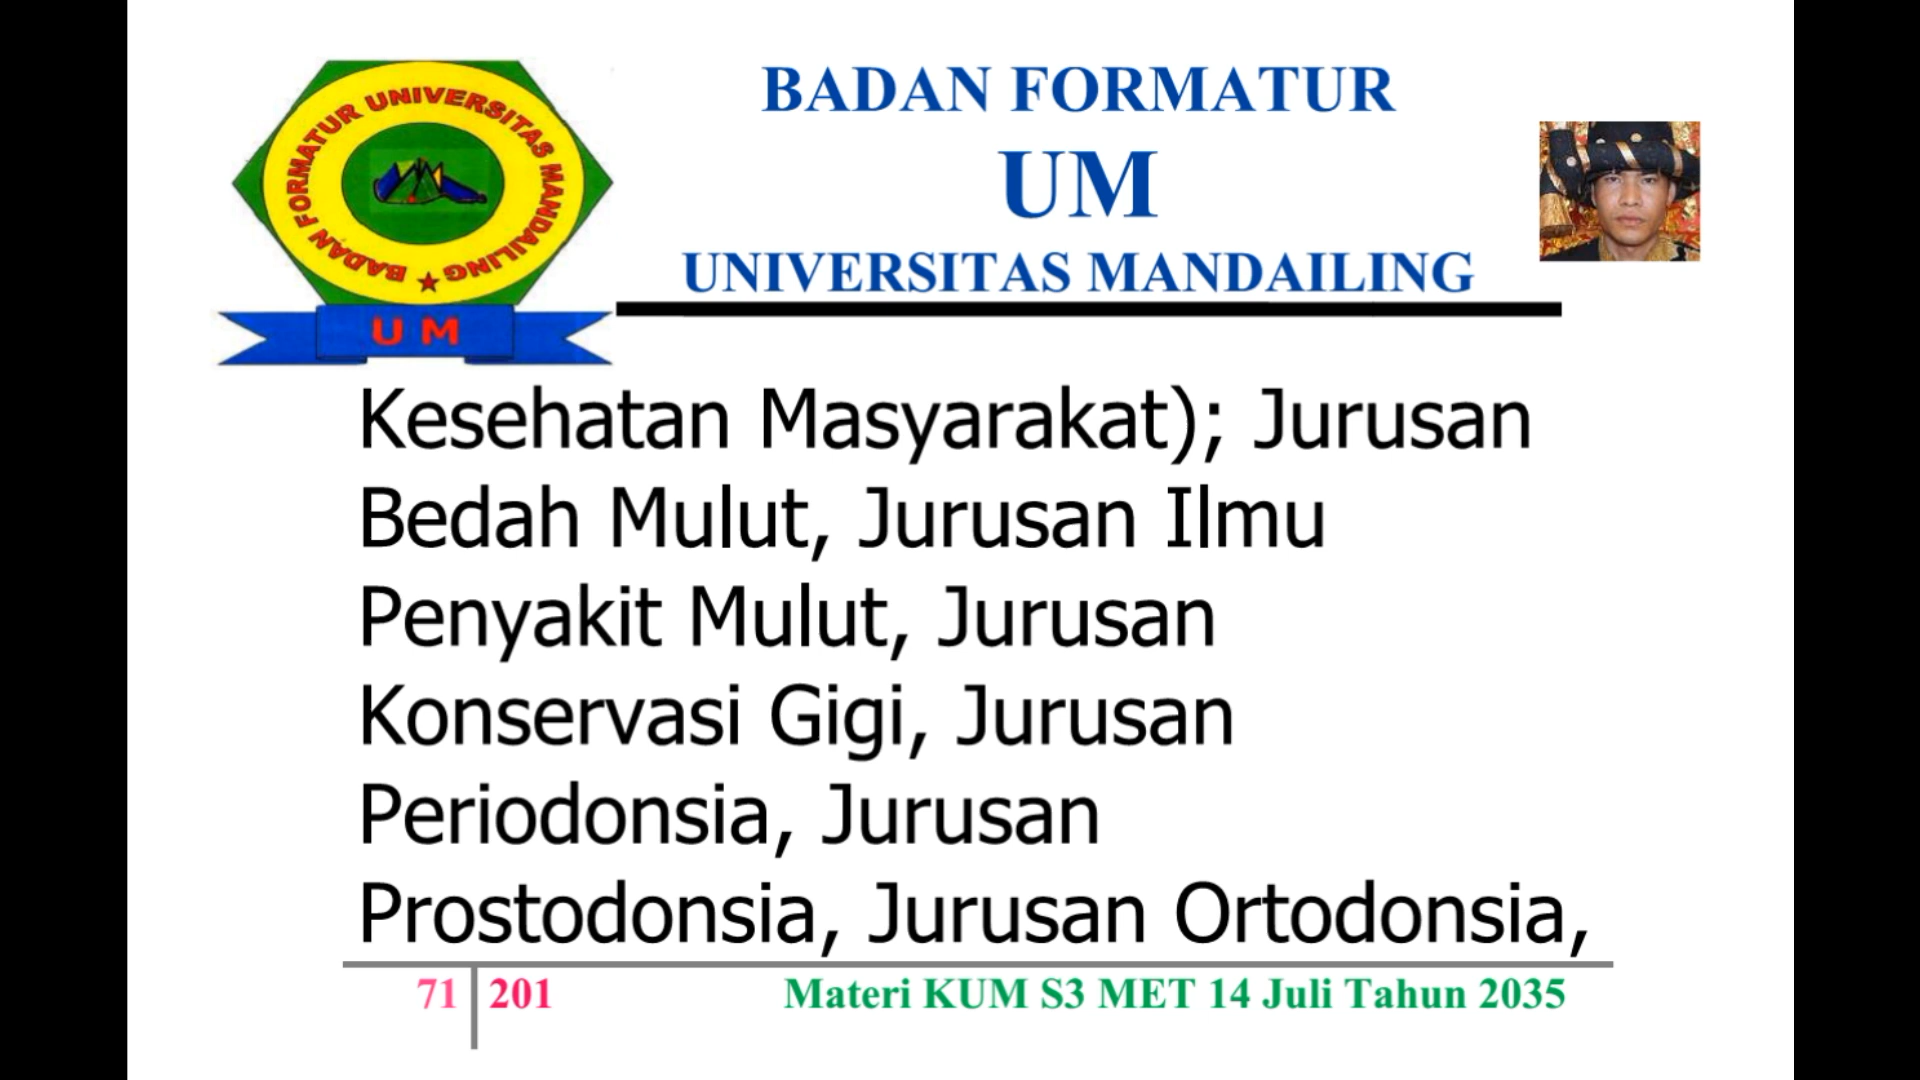 BADAN FORMATUR UNIVERSITAS MANDAILING
U M
BADAN FORMATUR
UM
UNIVERSITAS MANDAILING
Kesehatan Masyarakat); Jurusan
Bedah Mulut, Jurusan Ilmu
Penyakit Mulut, Jurusan
Konservasi Gigi, Jurusan
Periodonsia, Jurusan
Prostodonsia, Jurusan Ortodonsia,
71 201 Materi KUM S3 MET 14 Juli Tahun 2035